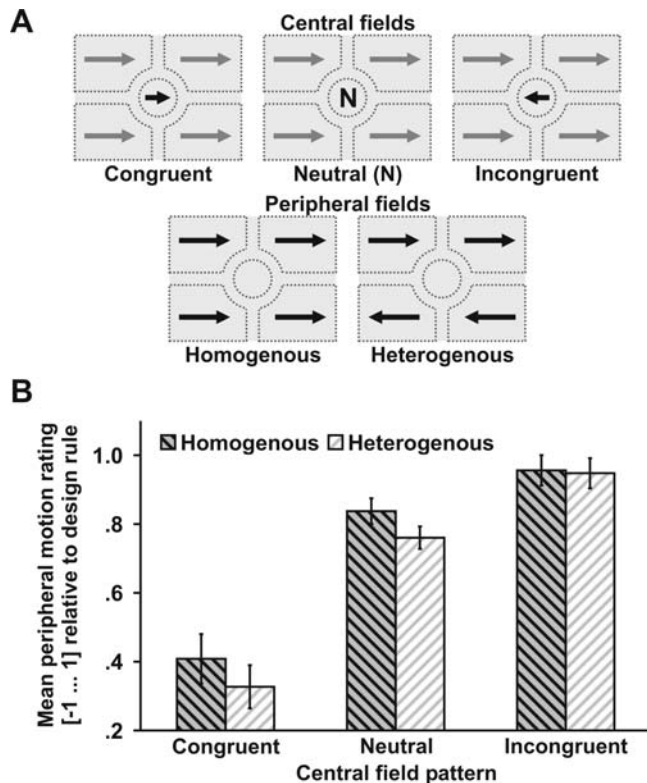 A
Central fields
N
Congruent
Neutral (N)
Incongruent
Peripheral fields
Homogenous
Heterogenous
B
Homogenous
Heterogenous
Mean peripheral motion rating
[-1 ... 1] relative to design rule
1.0
.8
.6
.4
.2
Congruent
Neutral
Incongruent
Central field pattern